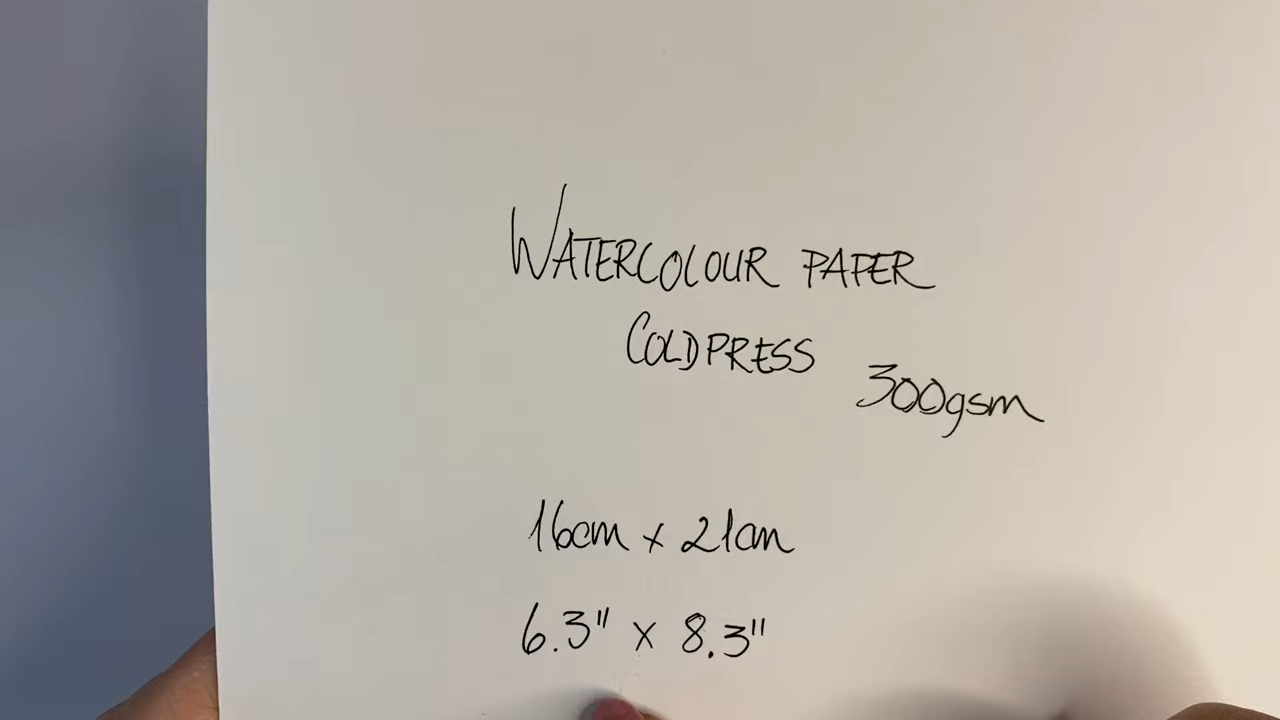 WATERCOLOUR PAPER
COLDPRESS 300gsm
16cm x 21cm
6.3" x 8.3"